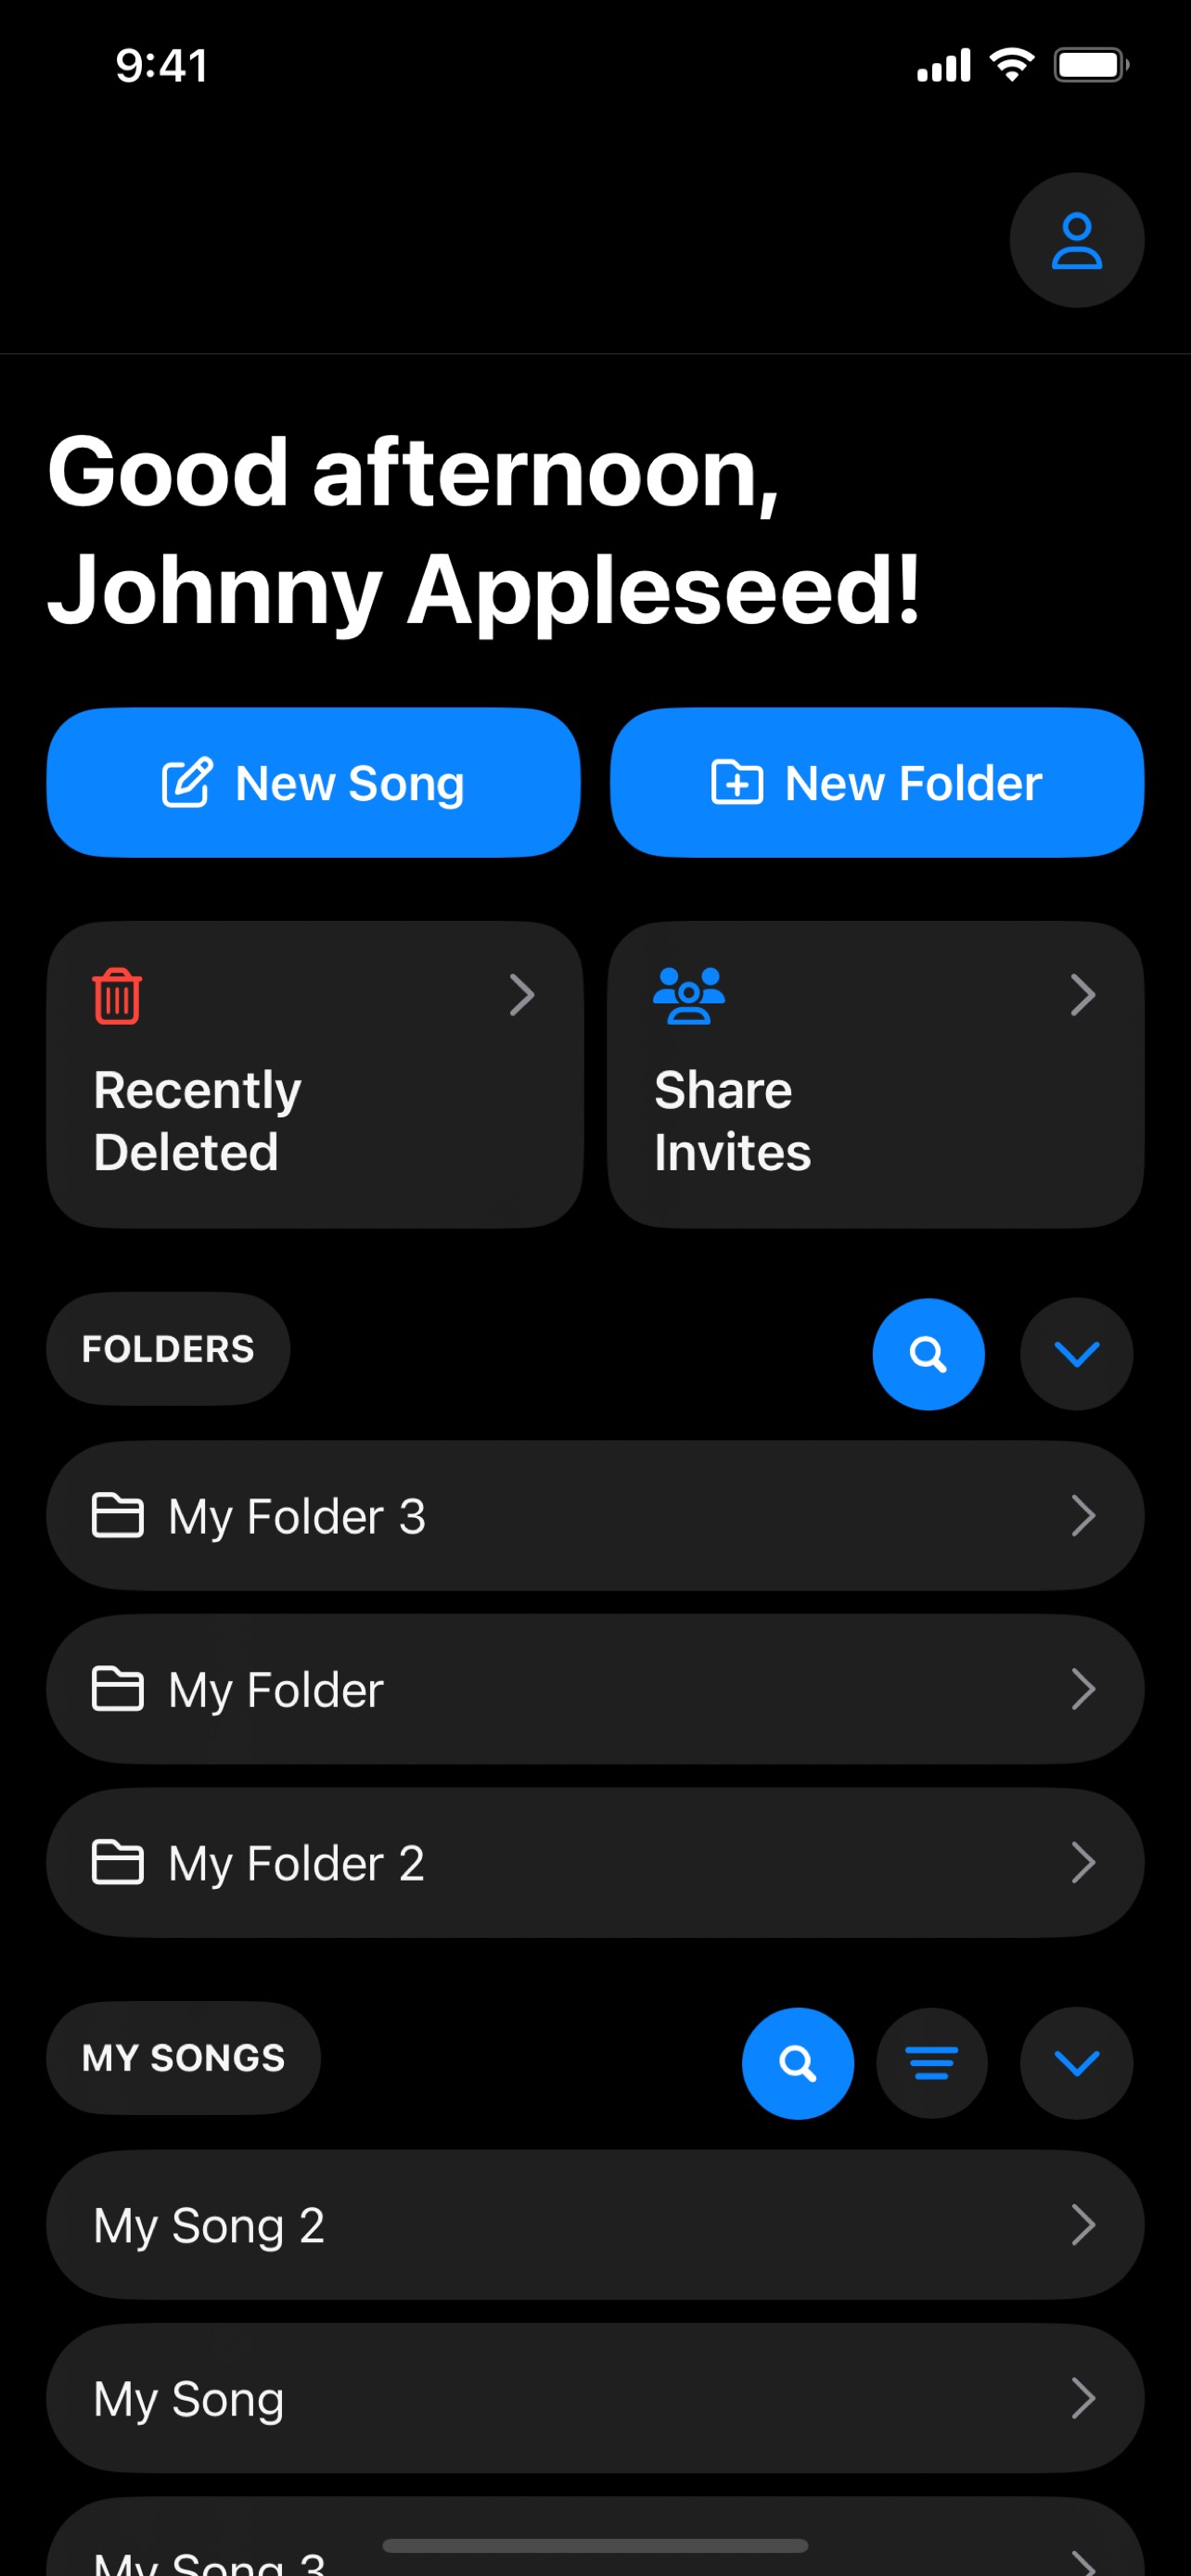 9:41
Good afternoon,
Johnny Appleseed!
New Song
New Folder
Recently
Deleted
Share
Invites
FOLDERS
My Folder 3
My Folder
My Folder 2
MY SONGS
My Song 2
My Song
My Song 3